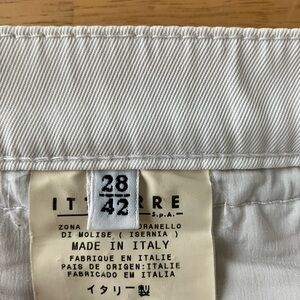 28
42
IT RRE
S.p.A.
ZONA ORANELLO
DI MOLISE ( ISERNIA )
MADE IN ITALY
FABRIQUE EN ITALIE
PAIS DE ORIGEN:ITALIE
FABRICADO EM ITALIA
イタリー製